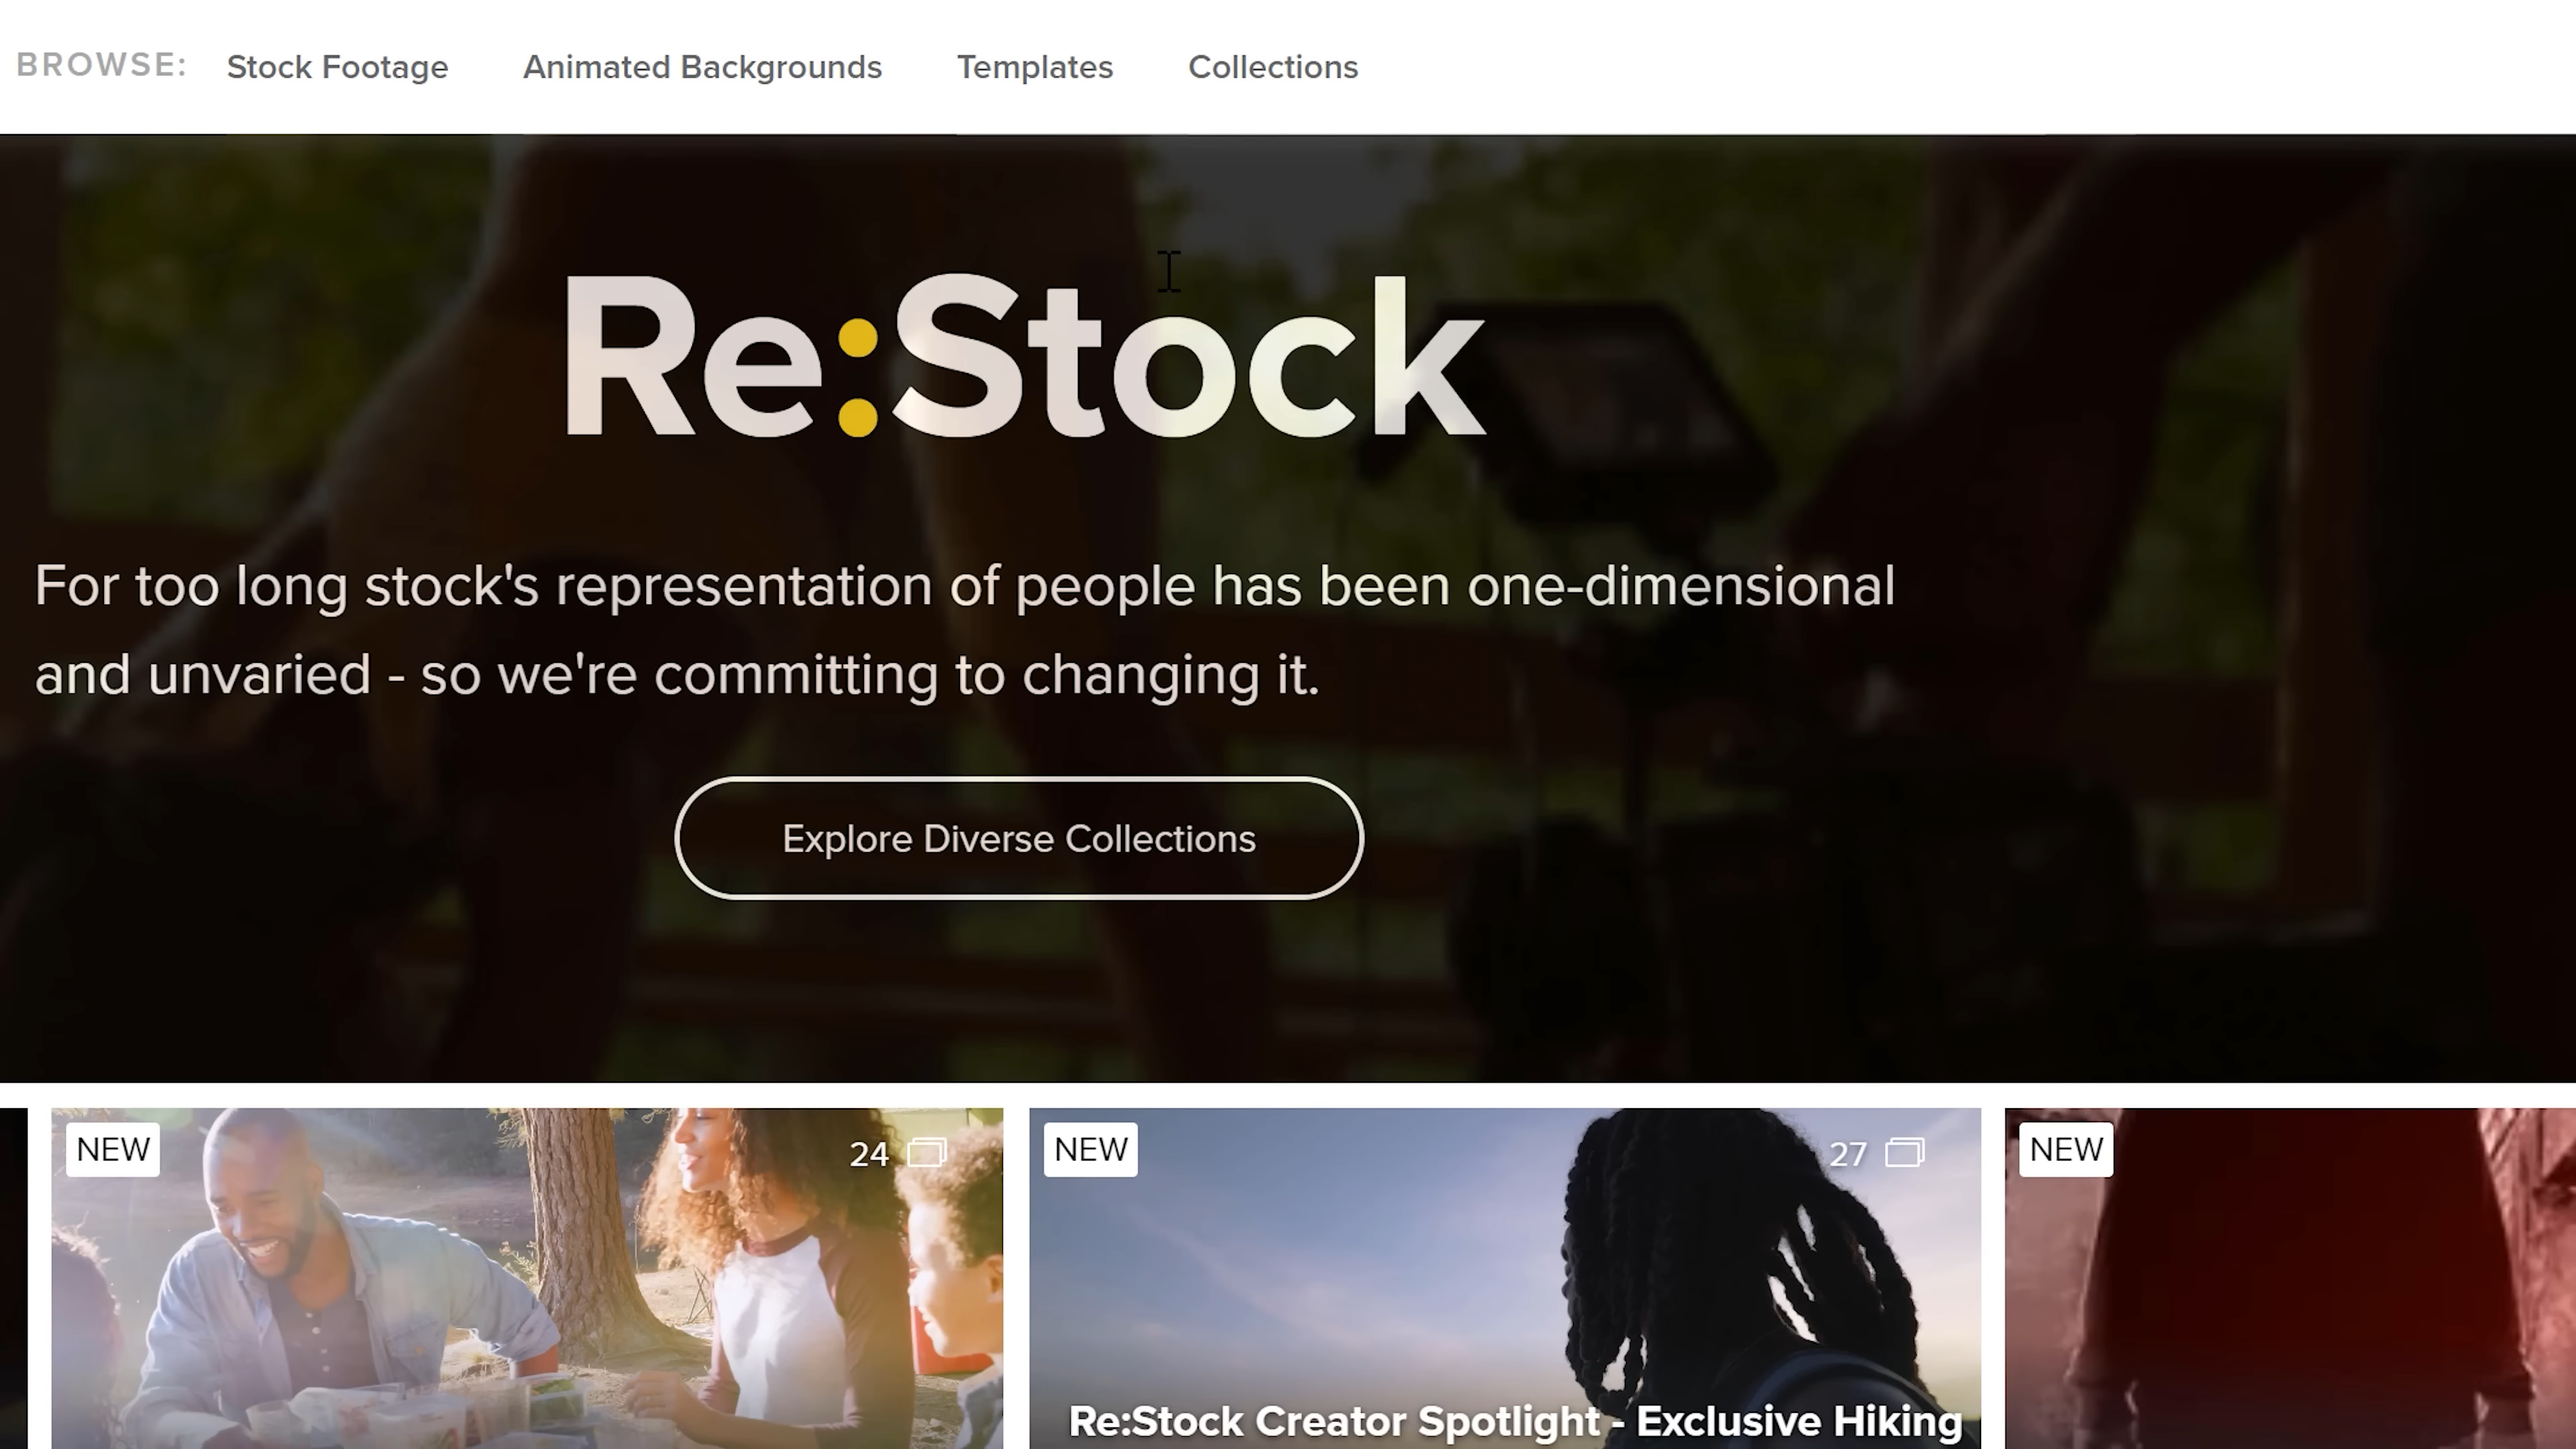 BROWSE: Stock Footage Animated Backgrounds Templates Collections
Re:Stock
For too long stock's representation of people has been one-dimensional
and unvaried - so we're committing to changing it.
Explore Diverse Collections
NEW 24
NEW 27
NEW
Re:Stock Creator Spotlight - Exclusive Hiking